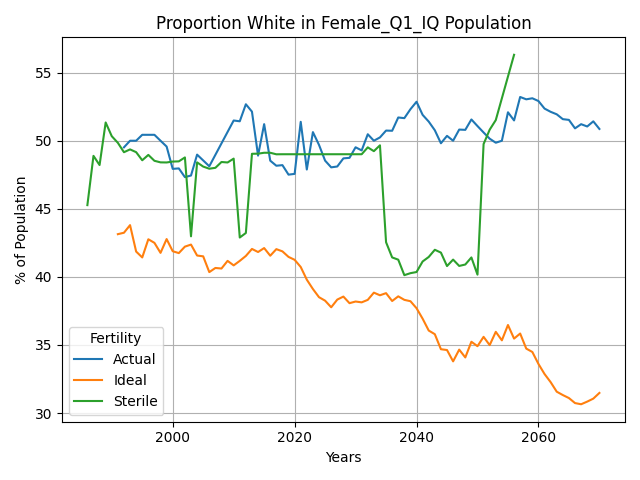 Proportion White in Female_Q1_IQ Population
% of Population
55
50
45
40
35
30
Fertility
Actual
Ideal
Sterile
2000 2020 2040 2060
Years